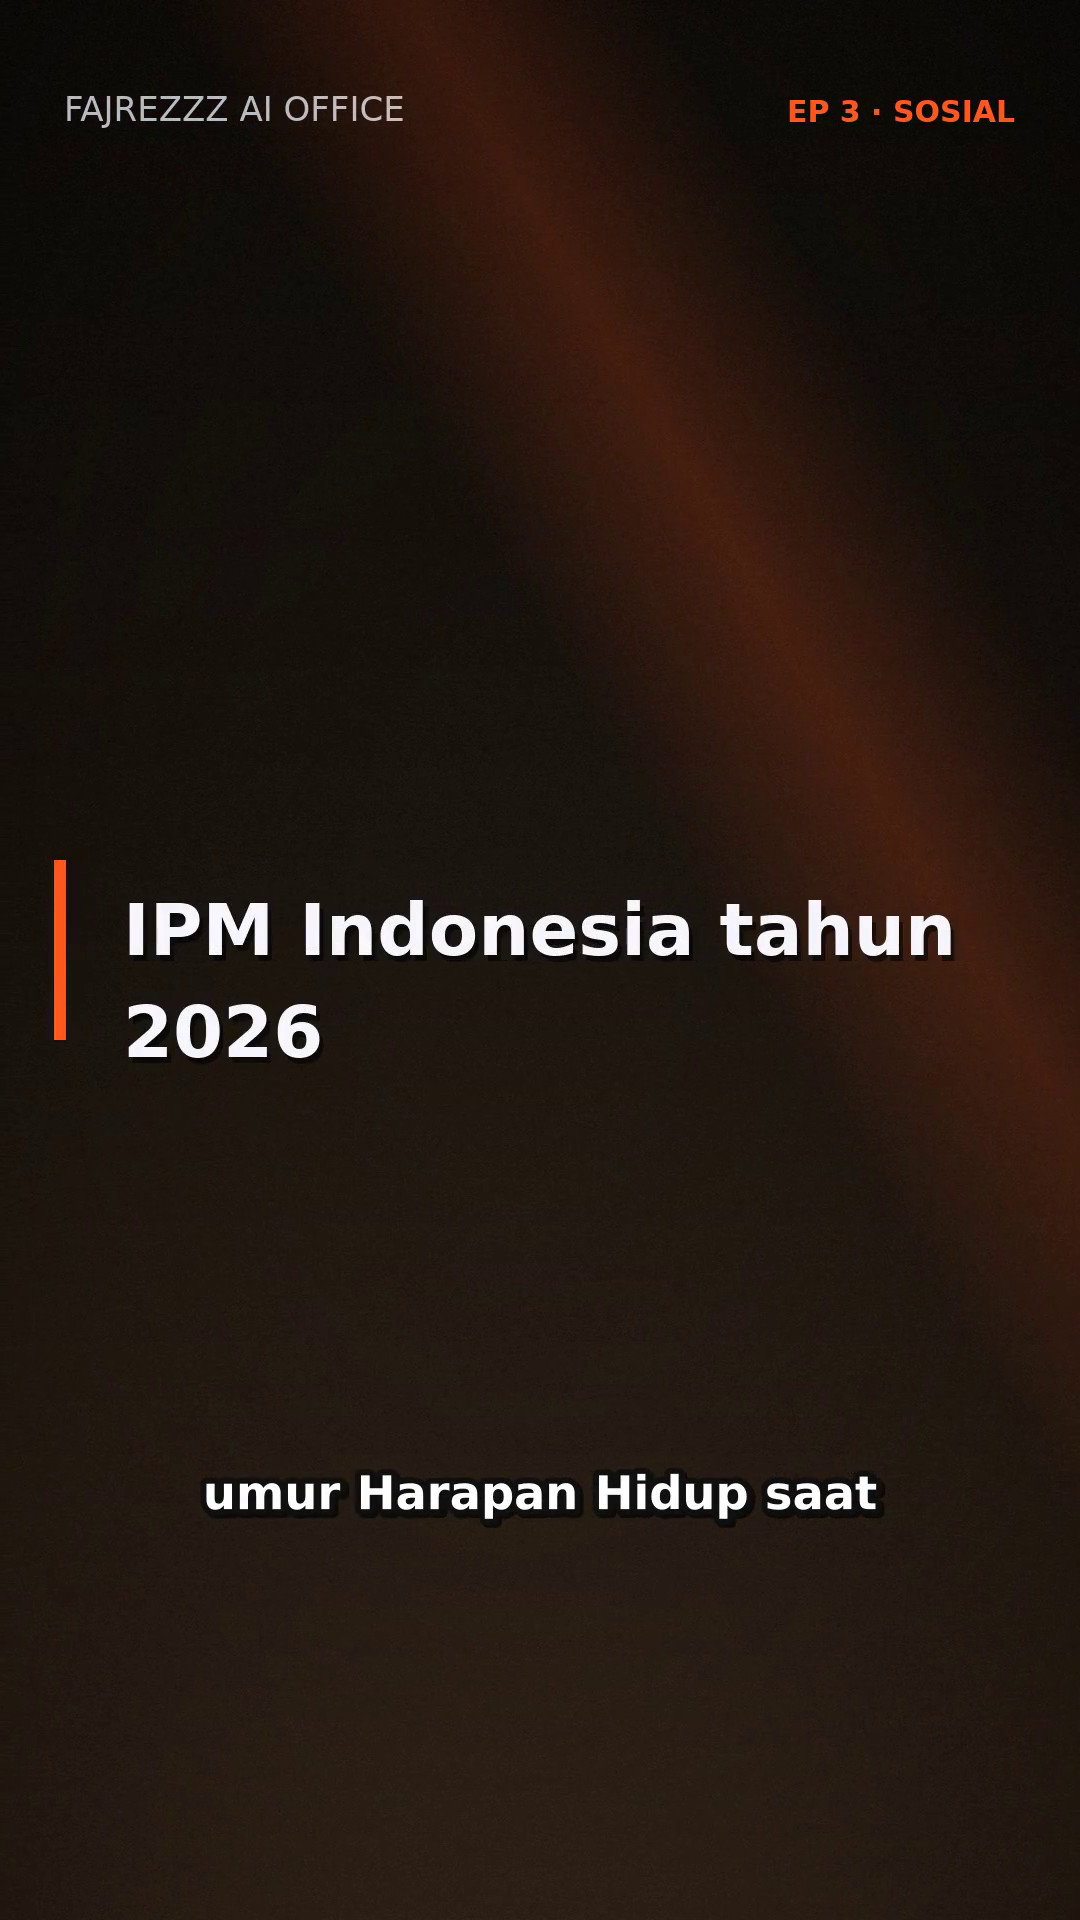 FAJREZZZ AI OFFICE
EP 3 · SOSIAL
IPM Indonesia tahun
2026
umur Harapan Hidup saat